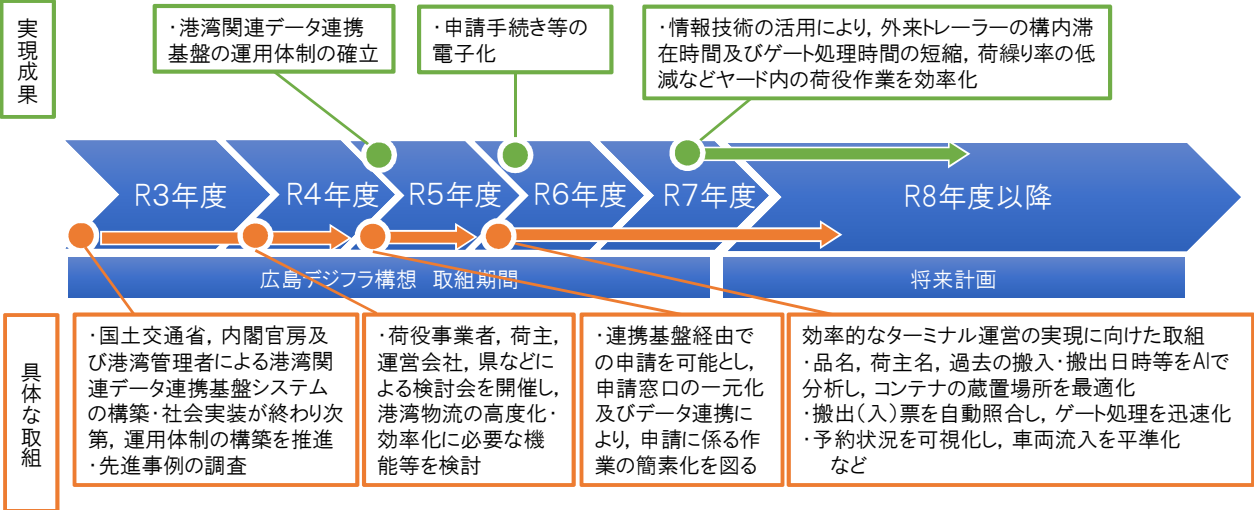 実現成果
・港湾関連データ連携
基盤の運用体制の確立
・申請手続き等の
電子化
・情報技術の活用により，外来トレーラーの構内滞
在時間及びゲート処理時間の短縮，荷繰り率の低
減などヤード内の荷役作業を効率化
R3年度
R4年度
R5年度
R6年度
R7年度
R8年度以降
広島デジフラ構想　取組期間
将来計画
具体な取組
・国土交通省，内閣官房及
び港湾管理者による港湾関
連データ連携基盤システム
の構築・社会実装が終わり次
第，運用体制の構築を推進
・先進事例の調査
・荷役事業者，荷主，
運営会社，県などに
よる検討会を開催し，
港湾物流の高度化・
効率化に必要な機
能等を検討
・連携基盤経由で
の申請を可能とし，
申請窓口の一元化
及びデータ連携に
より，申請に係る作
業の簡素化を図る
効率的なターミナル運営の実現に向けた取組
・品名，荷主名，過去の搬入・搬出日時等をAIで
分析し，コンテナの蔵置場所を最適化
・搬出（入）票を自動照合し，ゲート処理を迅速化
・予約状況を可視化し，車両流入を平準化
など